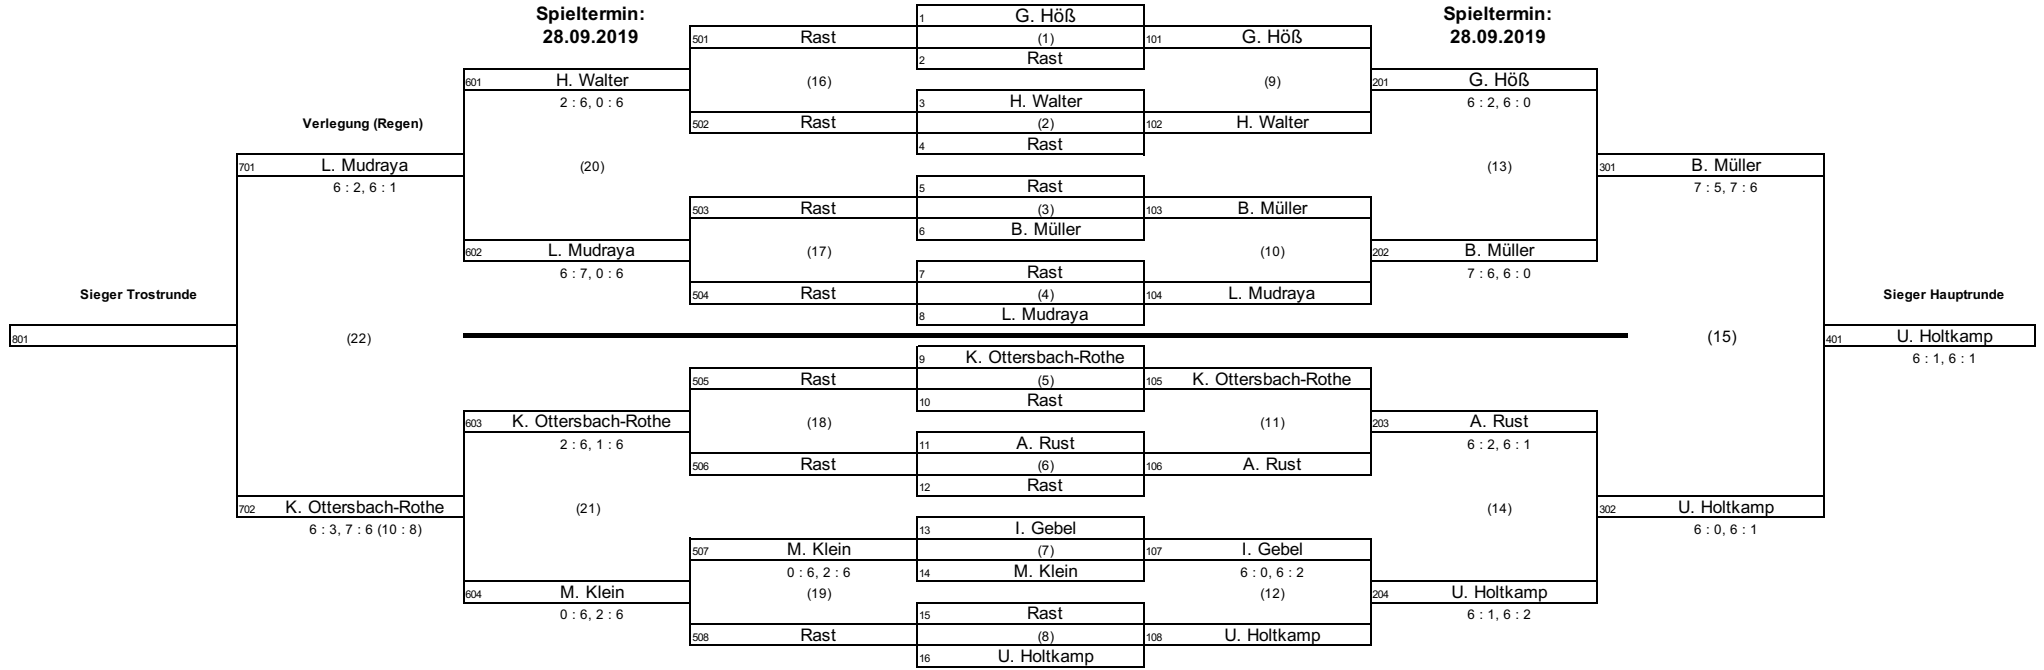 Spieltermin:
28.09.2019
Spieltermin:
28.09.2019
1 G. Höß
501 Rast (1) 101 G. Höß
2 Rast
601 H. Walter (16) (9) 201 G. Höß
2 : 6, 0 : 6 3 H. Walter 6 : 2, 6 : 0
Verlegung (Regen) 502 Rast (2) 102 H. Walter
4 Rast
701 L. Mudraya (20) (13) 301 B. Müller
6 : 2, 6 : 1 5 Rast 7 : 5, 7 : 6
503 Rast (3) 103 B. Müller
6 B. Müller
602 L. Mudraya (17) (10) 202 B. Müller
6 : 7, 0 : 6 7 Rast 7 : 6, 6 : 0
Sieger Trostrunde 504 Rast (4) 104 L. Mudraya Sieger Hauptrunde
8 L. Mudraya
801 (22) (15) 401 U. Holtkamp
9 K. Ottersbach-Rothe 6 : 1, 6 : 1
505 Rast (5) 105 K. Ottersbach-Rothe
10 Rast
603 K. Ottersbach-Rothe (18) (11) 203 A. Rust
2 : 6, 1 : 6 11 A. Rust 6 : 2, 6 : 1
506 Rast (6) 106 A. Rust
12 Rast
702 K. Ottersbach-Rothe (21) (14) 302 U. Holtkamp
6 : 3, 7 : 6 (10 : 8) 13 I. Gebel 6 : 0, 6 : 1
507 M. Klein (7) 107 I. Gebel
0 : 6, 2 : 6 14 M. Klein 6 : 0, 6 : 2
604 M. Klein (19) (12) 204 U. Holtkamp
0 : 6, 2 : 6 15 Rast 6 : 1, 6 : 2
508 Rast (8) 108 U. Holtkamp
16 U. Holtkamp